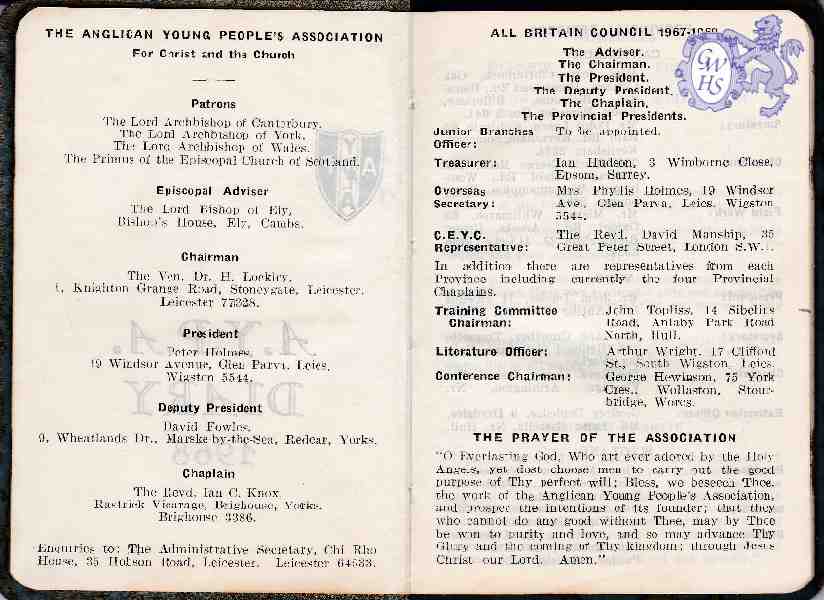 THE ANGLICAN YOUNG PEOPLE'S ASSOCIATION
For Christ and the Church
Patrons
The Lord Archbishop of Canterbury.
The Lord Archbishop of York.
The Lord Archbishop of Wales.
The Primus of the Episcopal Church of Scotland.
Episcopal Adviser
The Lord Bishop of Ely,
Bishop's House, Ely, Cambs.
Chairman
The Ven. Dr. H. Lockley,
1, Knighton Grange Road, Stoneygate, Leicester.
Leicester 77328.
President
Peter Holmes,
19 Windsor Avenue, Glen Parva, Leics.
Wigston 5544.
Deputy President
David Fowles,
9, Wheatlands Dr., Marske-by-the-Sea, Redcar, Yorks.
Chaplain
The Revd. Ian C. Knox,
Rastrick Vicarage, Brighouse, Yorks.
Brighouse 3386.
Enquiries to: The Administrative Secretary, Chi Rho
House, 35 Hobson Road, Leicester. Leicester 64633.
ALL BRITAIN COUNCIL 1967-1968
The Adviser.
The Chairman.
The President.
The Deputy President.
The Chaplain.
The Provincial Presidents.
Junior Branches To be appointed.
Officer:
Treasurer: Ian Hudson, 3 Wimborne Close,
Epsom, Surrey.
Overseas Mrs. Phyllis Holmes, 19 Windsor
Secretary: Ave., Glen Parva, Leics. Wigston
5544.
C.E.Y.C. The Revd. David Manship, 35
Representative: Great Peter Street, London
In addition there are representatives from each
Province including currently the four Provincial
Chaplains.
Training Committee John Topliss, 14 Sibelius
Chairman: Road, Anlaby Park Road
North, Hull.
Literature Officer: Arthur Wright, 17 Clifford
St., South Wigston, Leics.
Conference Chairman: George Hewinson, 75 York
Cres., Wollaston, Stour-
bridge, Worcs.
THE PRAYER OF THE ASSOCIATION
"O Everlasting God, Who art ever adored by the Holy
Angels, yet dost choose men to carry out the good
purpose of Thy perfect will; Bless, we beseech Thee,
the work of the Anglican Young People's Association,
and prosper the intentions of its founder; that they
who cannot do any good without Thee, may by Thee
be won to purity and love, and so may advance Thy
Glory and the coming of Thy kingdom; through Jesus
Christ our Lord. Amen."
GWHS